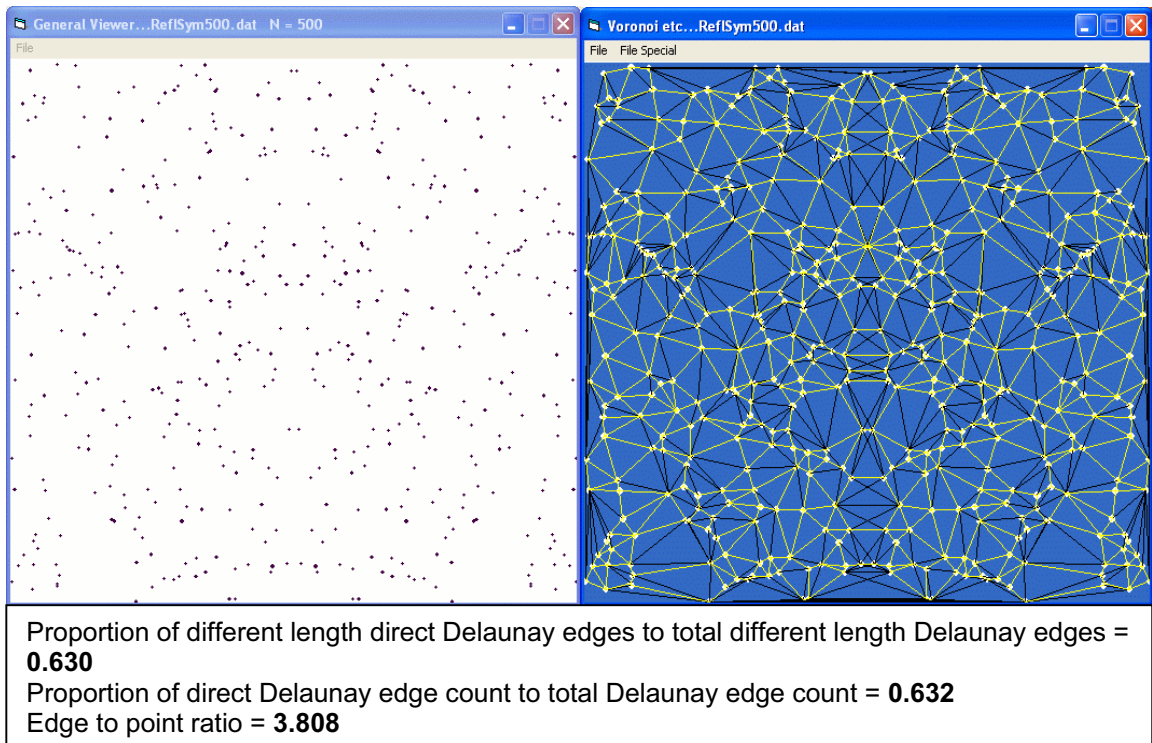 General Viewer...ReflSym500.dat N = 500
File
Voronoi etc...ReflSym500.dat
File File Special
Proportion of different length direct Delaunay edges to total different length Delaunay edges =
0.630
Proportion of direct Delaunay edge count to total Delaunay edge count = 0.632
Edge to point ratio = 3.808